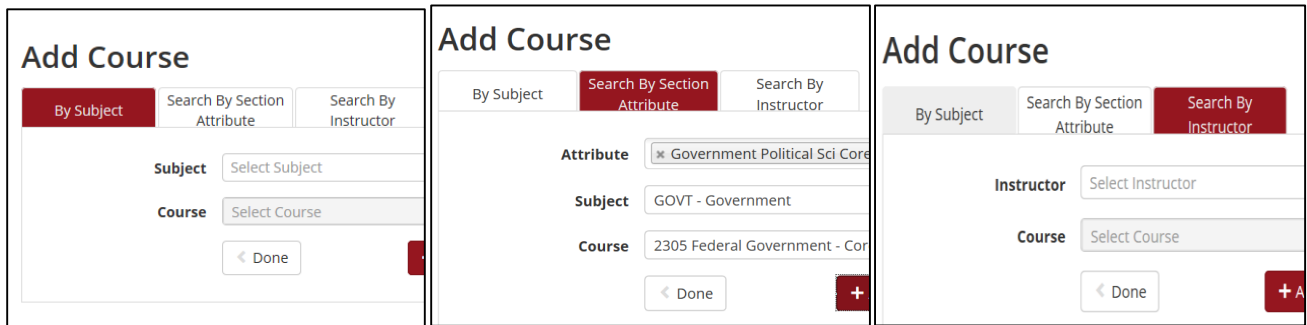 Add Course
By Subject
Search By Section
Attribute
Search By
Instructor
Subject
Select Subject
Course
Select Course
Done
Add Course
By Subject
Search By Section
Attribute
Search By
Instructor
Attribute
× Government Political Sci Core
Subject
GOVT - Government
Course
2305 Federal Government - Cor
Done
+
Add Course
By Subject
Search By Section
Attribute
Search By
Instructor
Instructor
Select Instructor
Course
Select Course
Done
+ A